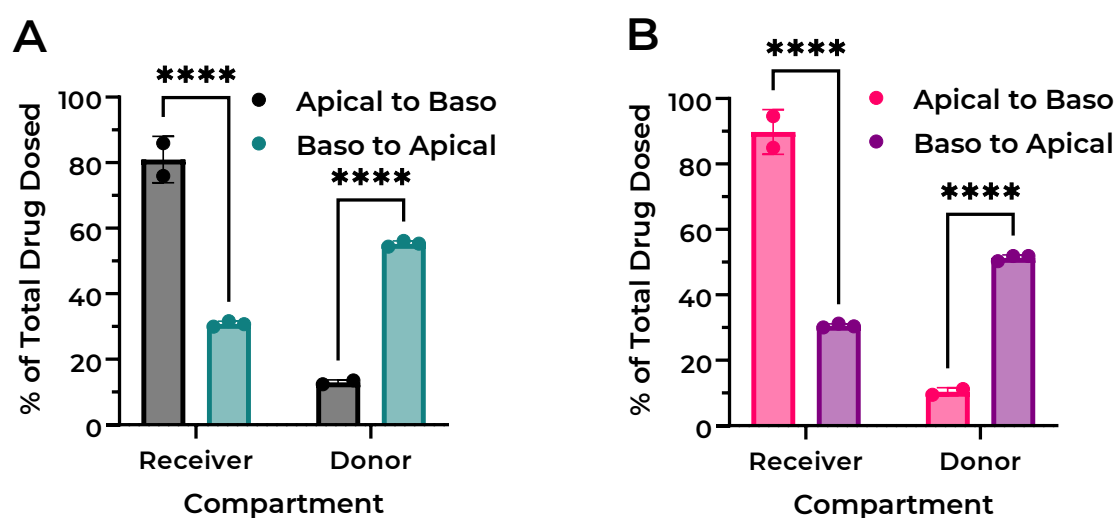 A
****
% of Total Drug Dosed
100
80
60
40
20
0
Apical to Baso
Baso to Apical
****
Receiver
Donor
Compartment
B
****
% of Total Drug Dosed
100
80
60
40
20
0
Apical to Baso
Baso to Apical
****
Receiver
Donor
Compartment